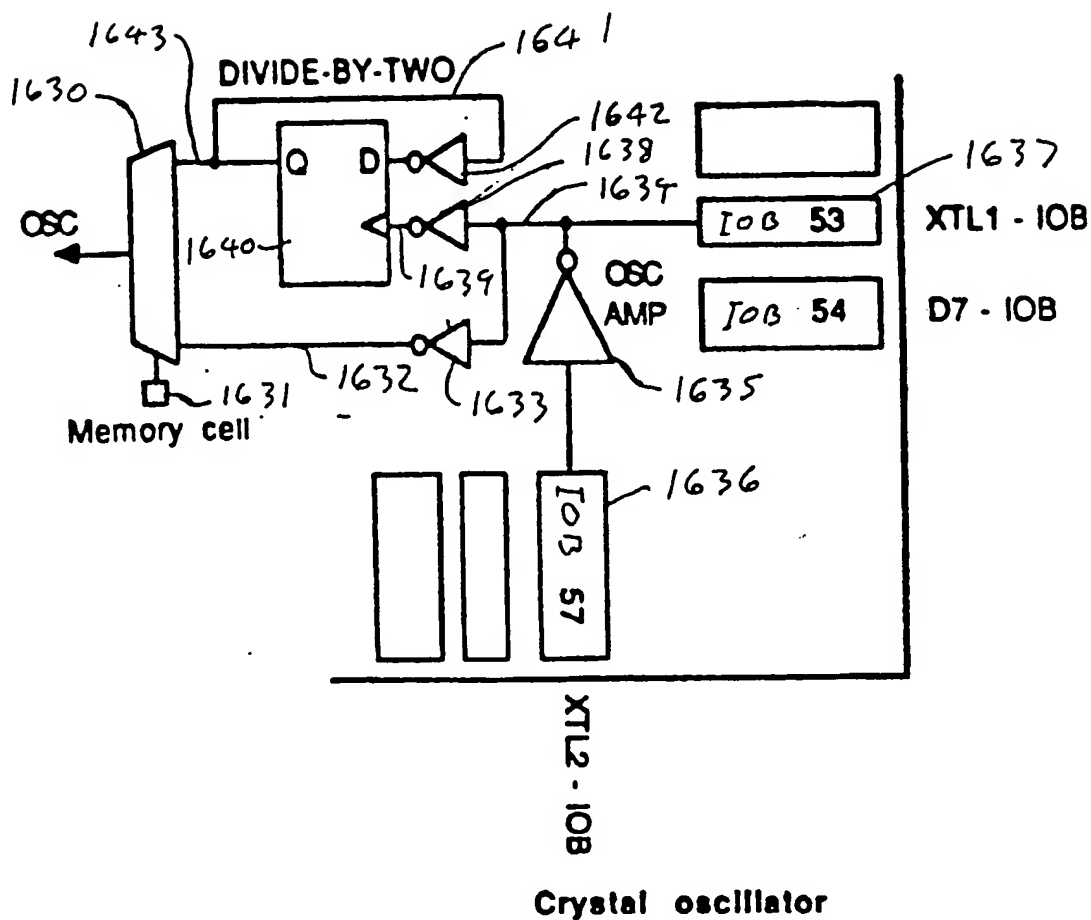 1643
1641
DIVIDE-BY-TWO
1630
1642
1638
1637
Q
D
1634
IOB 53
XTL1 - IOB
OSC
1640
1639
OSC
AMP
IOB 54
D7 - IOB
1631
1632
1633
1635
Memory cell
1636
IOB 57
XTL2 - IOB
Crystal oscillator